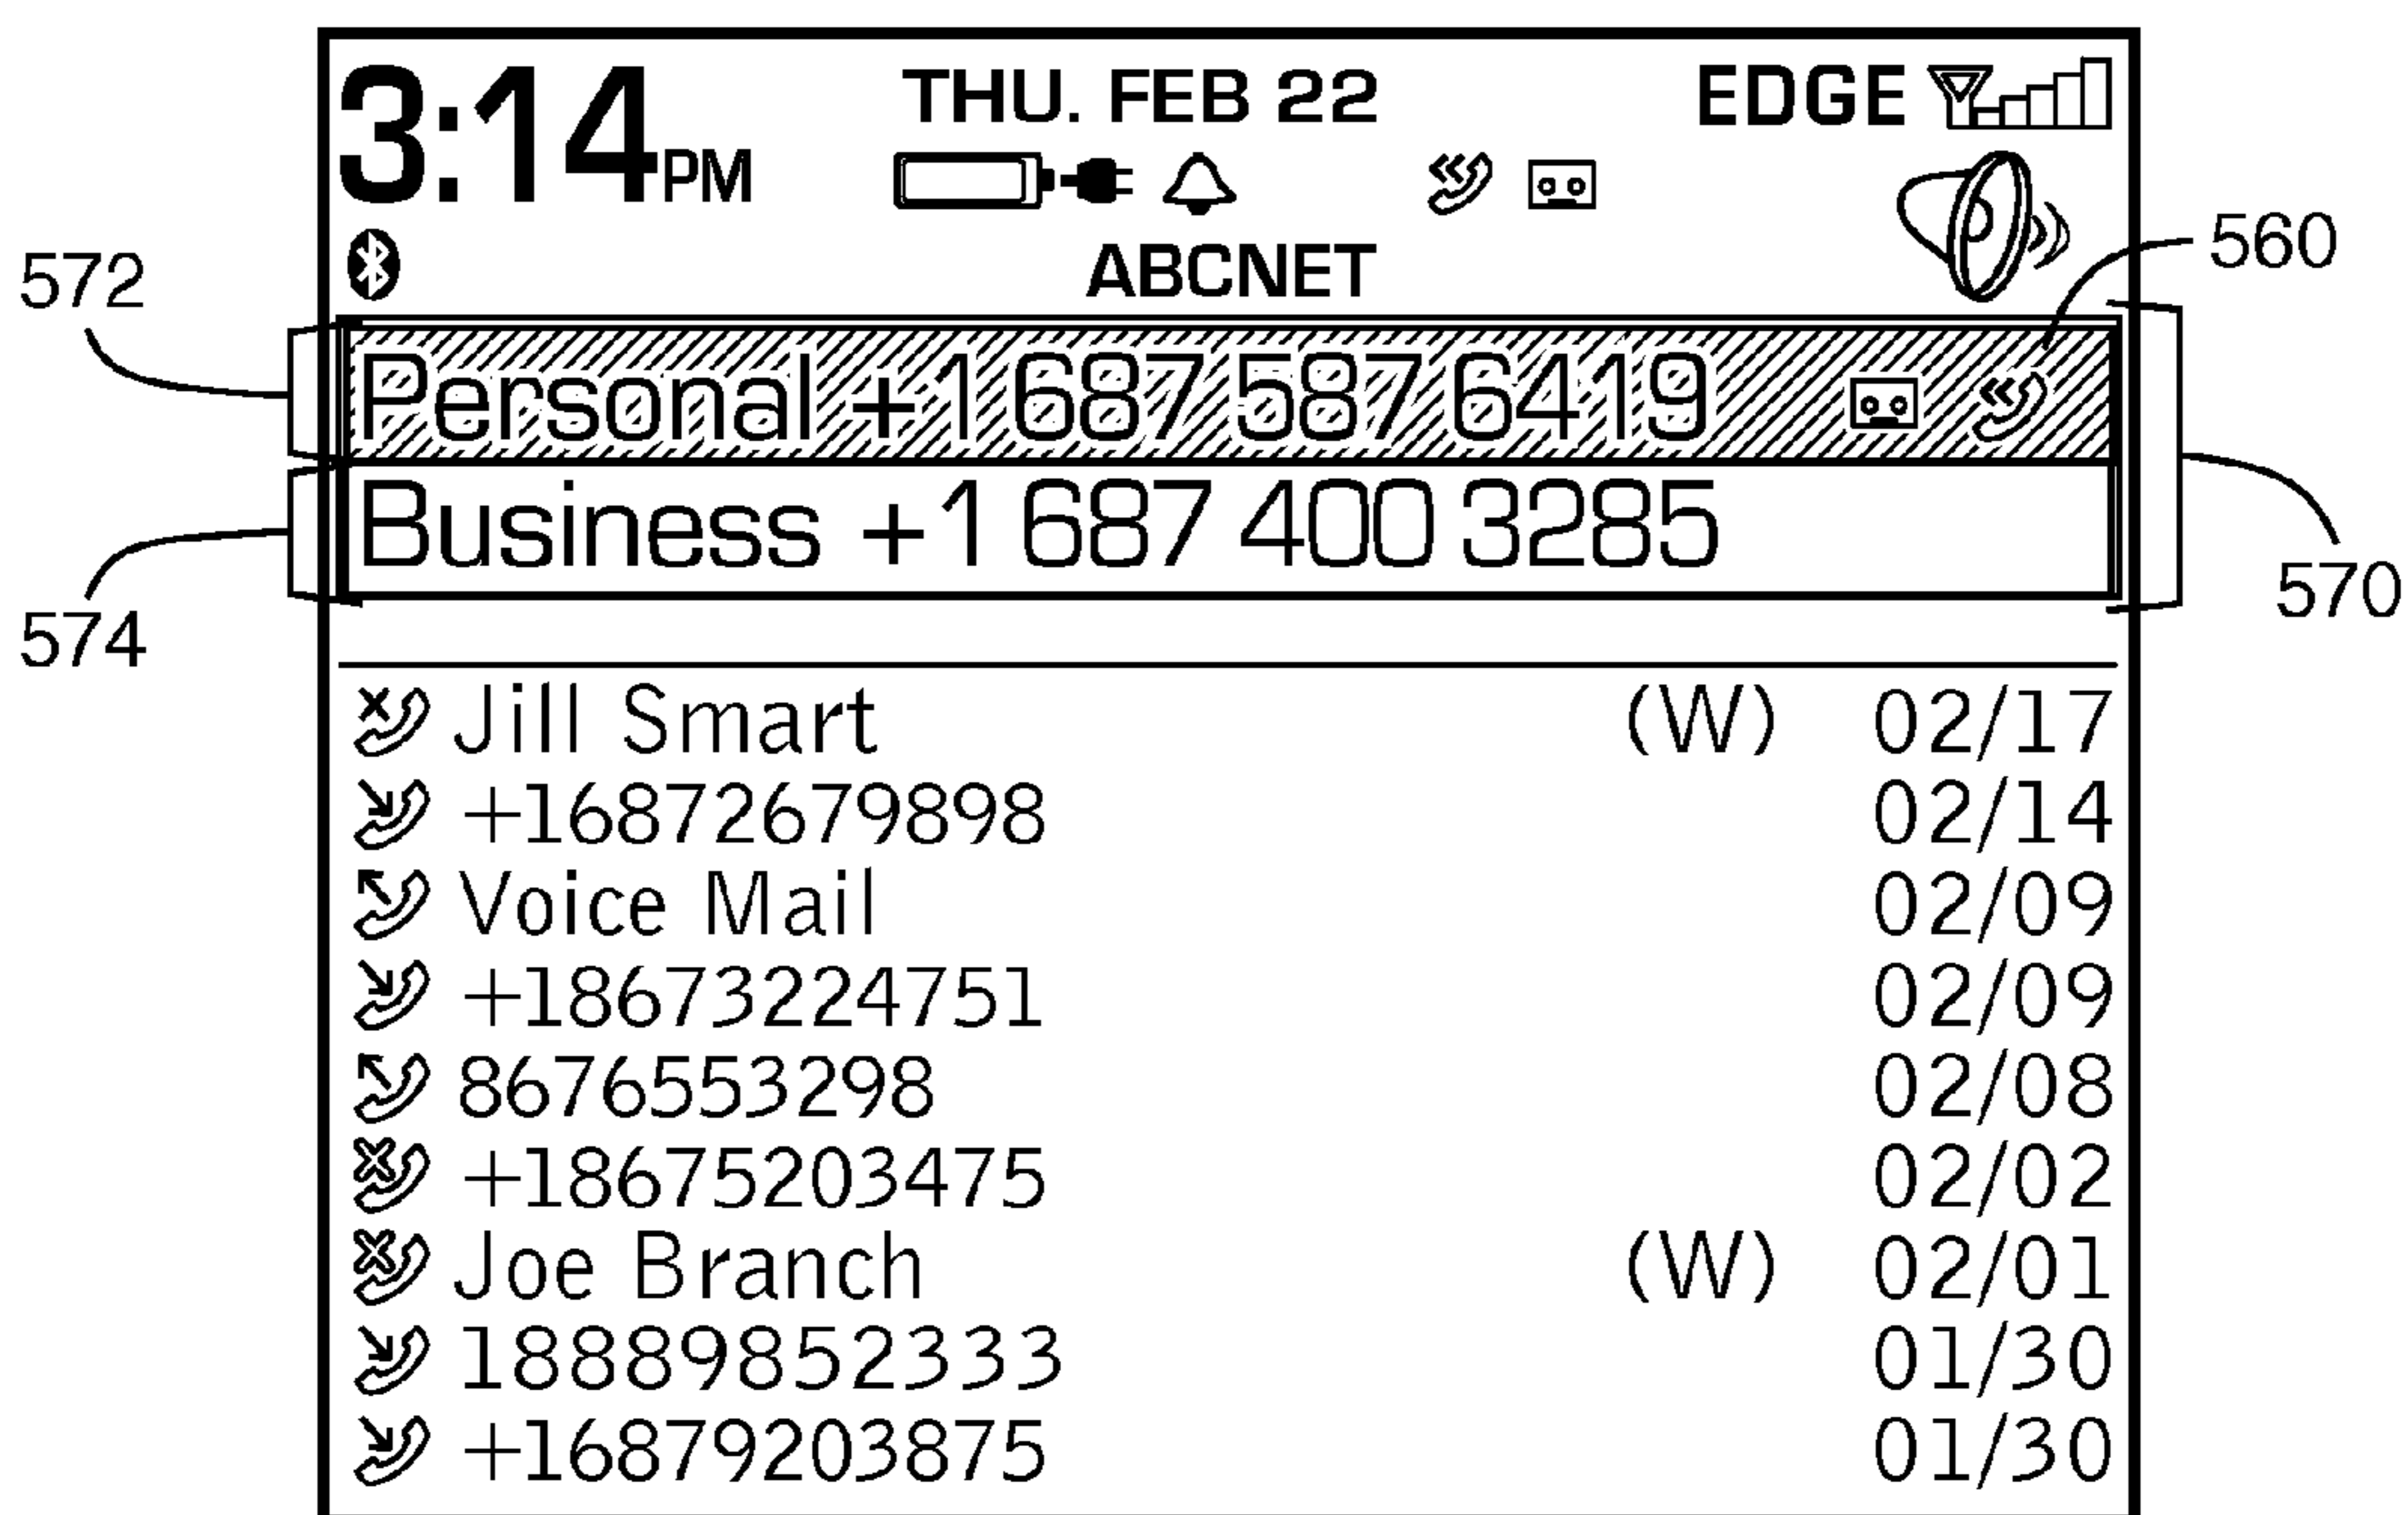 3:14PM THU. FEB 22 EDGE
ABCNET
560
572
Personal +1 687 587 6419
Business +1 687 400 3285
570
574
Jill Smart (W) 02/17
+16872679898 02/14
Voice Mail 02/09
+18673224751 02/09
8676553298 02/08
+18675203475 02/02
Joe Branch (W) 02/01
18889852333 01/30
+16879203875 01/30